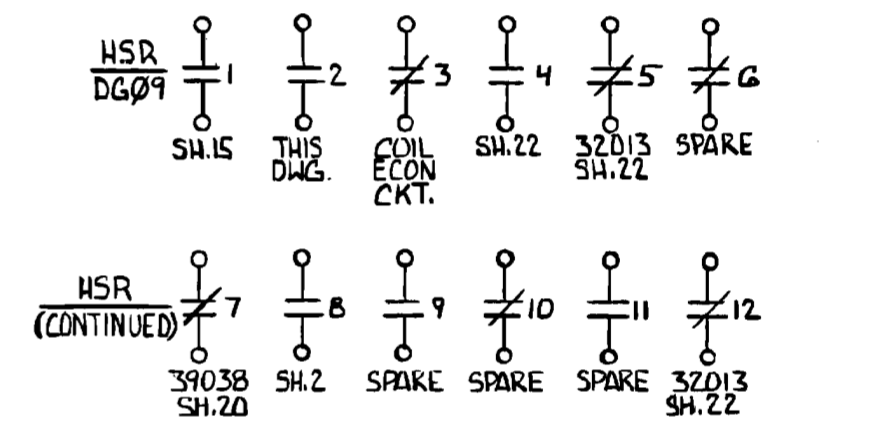 HSR
DGØ9
1
2
3
4
5
6
SH.15
THIS
DWG.
COIL
ECON
CKT.
SH.22
32013
SH.22
SPARE
HSR
(CONTINUED)
7
8
9
10
11
12
39038
SH.20
SH.2
SPARE
SPARE
SPARE
32013
SH.22